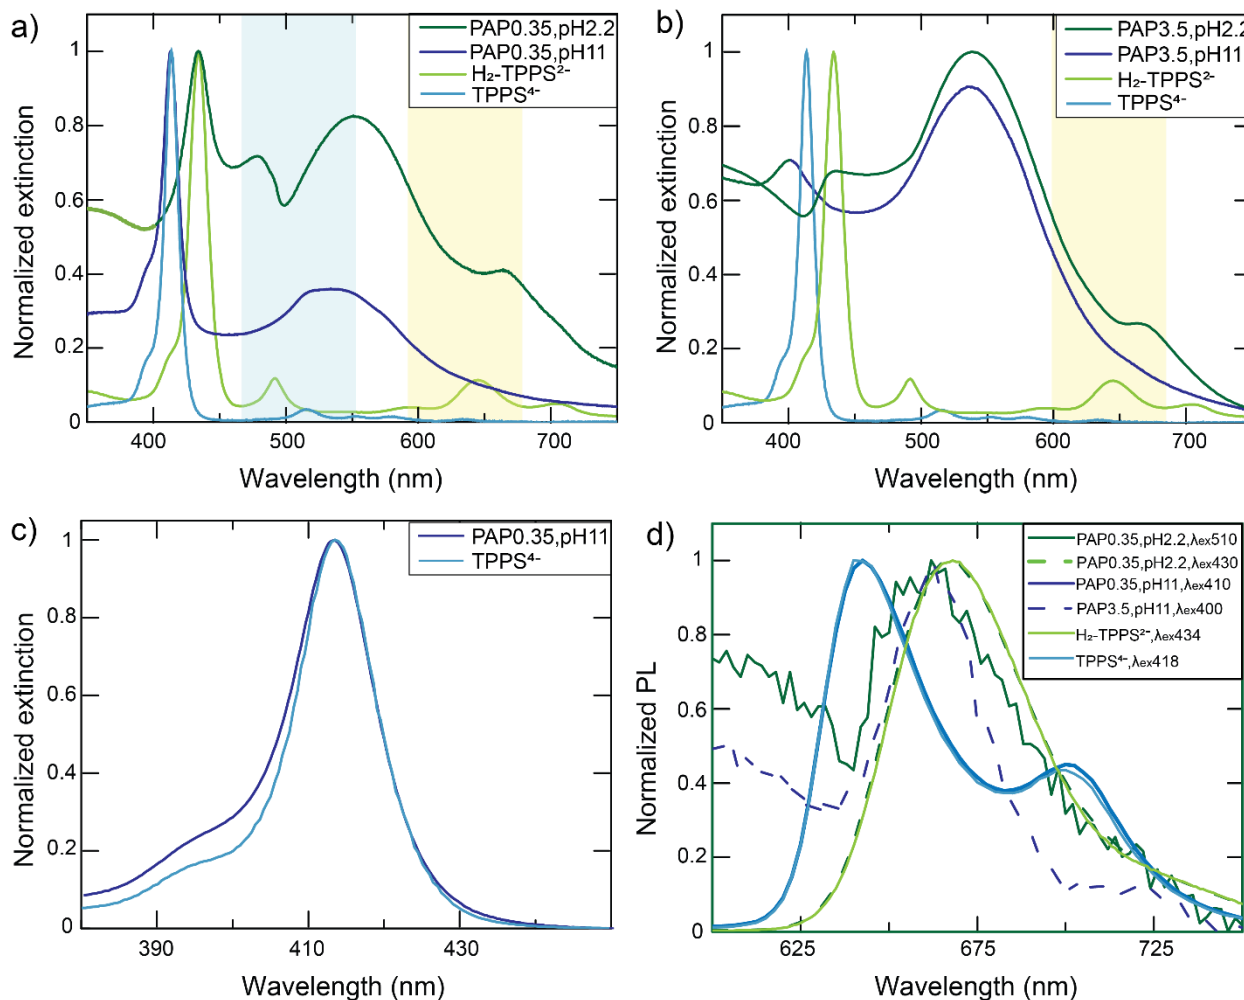 a)
PAP0.35,pH2.2
PAP0.35,pH11
H₂-TPPS²⁻
TPPS⁴⁻
1
0.8
0.6
0.4
0.2
0
Normalized extinction
400 500 600 700
Wavelength (nm)
b)
PAP3.5,pH2.2
PAP3.5,pH11
H₂-TPPS²⁻
TPPS⁴⁻
1
0.8
0.6
0.4
0.2
0
Normalized extinction
400 500 600 700
Wavelength (nm)
c)
PAP0.35,pH11
TPPS⁴⁻
1
0.8
0.6
0.4
0.2
0
Normalized extinction
390 410 430
Wavelength (nm)
d)
PAP0.35,pH2.2,λex510
PAP0.35,pH2.2,λex430
PAP0.35,pH11,λex410
PAP3.5,pH11,λex400
H₂-TPPS²⁻,λex434
TPPS⁴⁻,λex418
1
0.8
0.6
0.4
0.2
0
Normalized PL
625 675 725
Wavelength (nm)